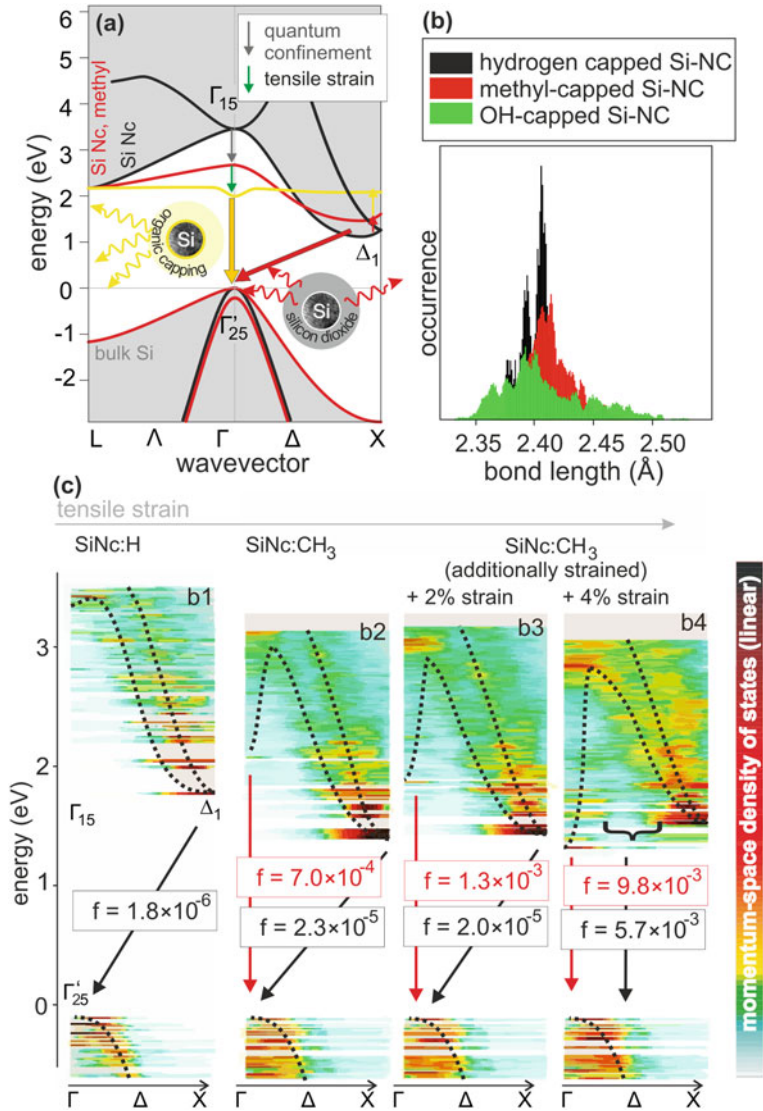 (a)
quantum
confinement
tensile strain
6
5
4
3
2
1
0
-1
-2
energy (eV)
Si Nc, methyl
Si Nc
Γ15
Δ1
Γ'25
organic capping
Si
Si
silicon dioxide
bulk Si
L Λ Γ Δ X
wavevector
(b)
hydrogen capped Si-NC
methyl-capped Si-NC
OH-capped Si-NC
occurrence
2.35 2.40 2.45 2.50
bond length (Å)
(c)
tensile strain
SiNc:H SiNc:CH3 SiNc:CH3
(additionally strained)
+ 2% strain + 4% strain
b1 b2 b3 b4
3
2
1
0
energy (eV)
Γ15 Δ1
f = 1.8×10-6
f = 7.0×10-4
f = 2.3×10-5
f = 1.3×10-3
f = 2.0×10-5
f = 9.8×10-3
f = 5.7×10-3
Γ'25
Γ Δ X Γ Δ X Γ Δ X Γ Δ X
momentum-space density of states (linear)